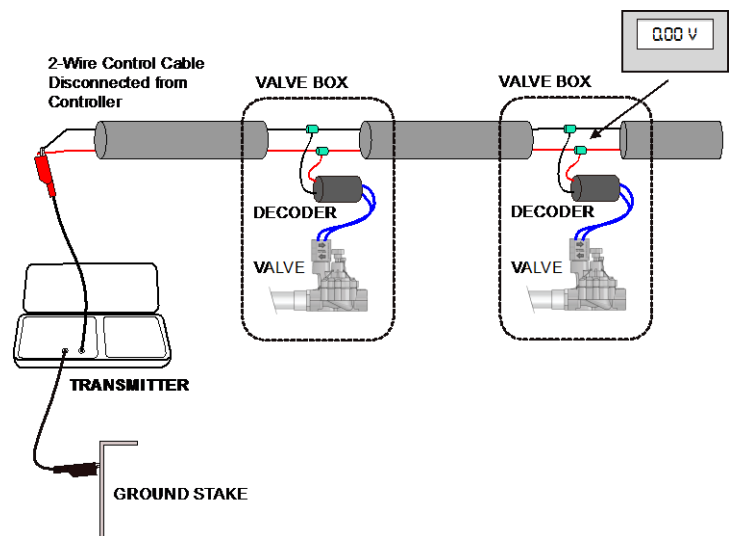 0.00 V
2-Wire Control Cable
Disconnected from
Controller
VALVE BOX
VALVE BOX
DECODER
DECODER
VALVE
VALVE
TRANSMITTER
GROUND STAKE